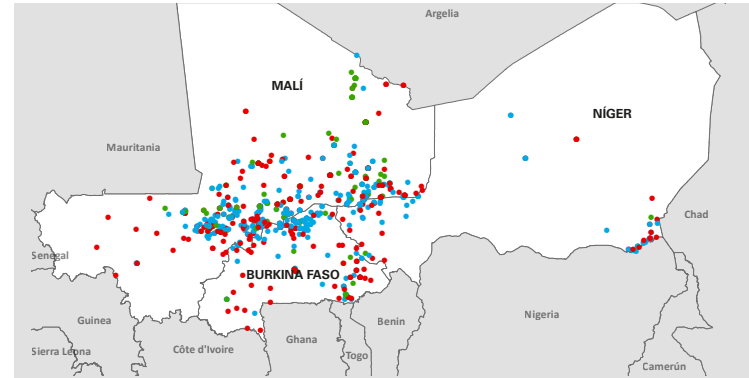 Argelia
MALÍ
NÍGER
Mauritania
Chad
Senegal
BURKINA FASO
Guinea
Nigeria
Benin
Ghana
Côte d'Ivoire
Sierra Leona
Togo
Camerún